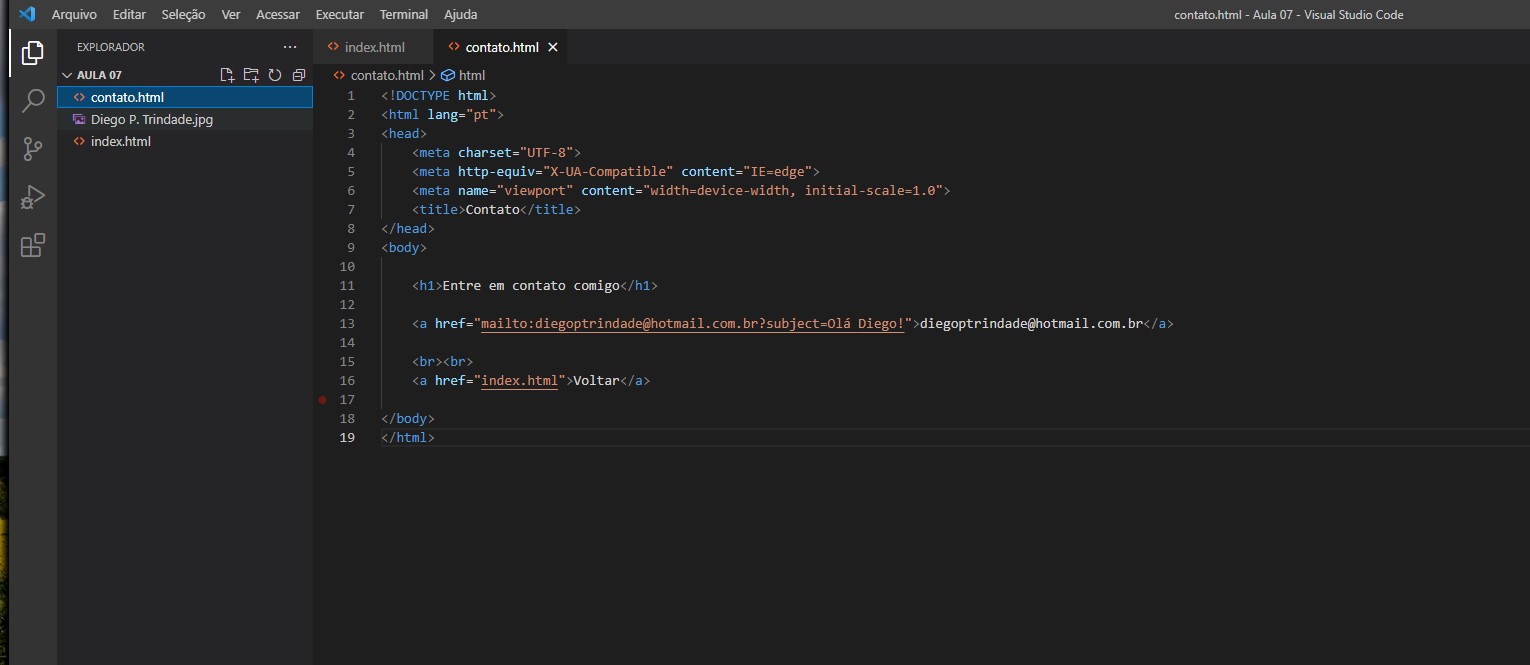 Arquivo Editar Seleção Ver Acessar Executar Terminal Ajuda contato.html - Aula 07 - Visual Studio Code
EXPLORADOR ···
AULA 07
contato.html
Diego P. Trindade.jpg
index.html
index.html contato.html
contato.html > html
1 <!DOCTYPE html>
2 <html lang="pt">
3 <head>
4 <meta charset="UTF-8">
5 <meta http-equiv="X-UA-Compatible" content="IE=edge">
6 <meta name="viewport" content="width=device-width, initial-scale=1.0">
7 <title>Contato</title>
8 </head>
9 <body>
10
11 <h1>Entre em contato comigo</h1>
12
13 <a href="mailto:diegoptrindade@hotmail.com.br?subject=Olá Diego!">diegoptrindade@hotmail.com.br</a>
14
15 <br><br>
16 <a href="index.html">Voltar</a>
17
18 </body>
19 </html>